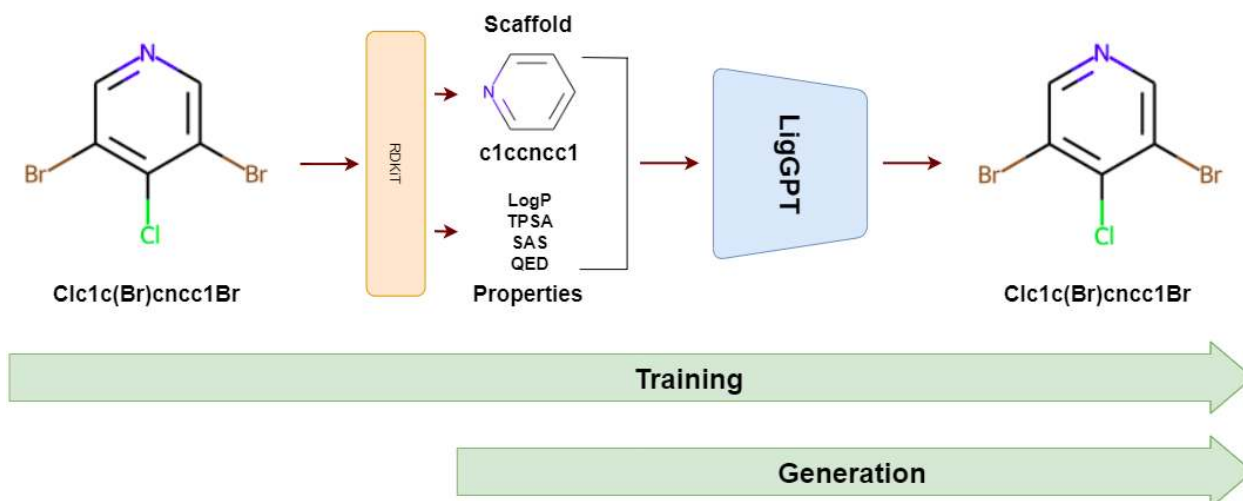 N
Br
Br
Cl
Clc1c(Br)cncc1Br
RDKIT
Scaffold
N
c1ccncc1
LogP
TPSA
SAS
QED
Properties
LigGPT
N
Br
Br
Cl
Clc1c(Br)cncc1Br
Training
Generation